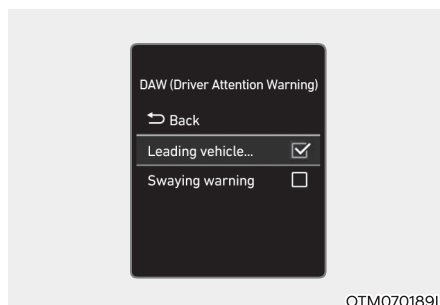 DAW (Driver Attention Warning)
Back
Leading vehicle...
Swaying warning
OTM070189L